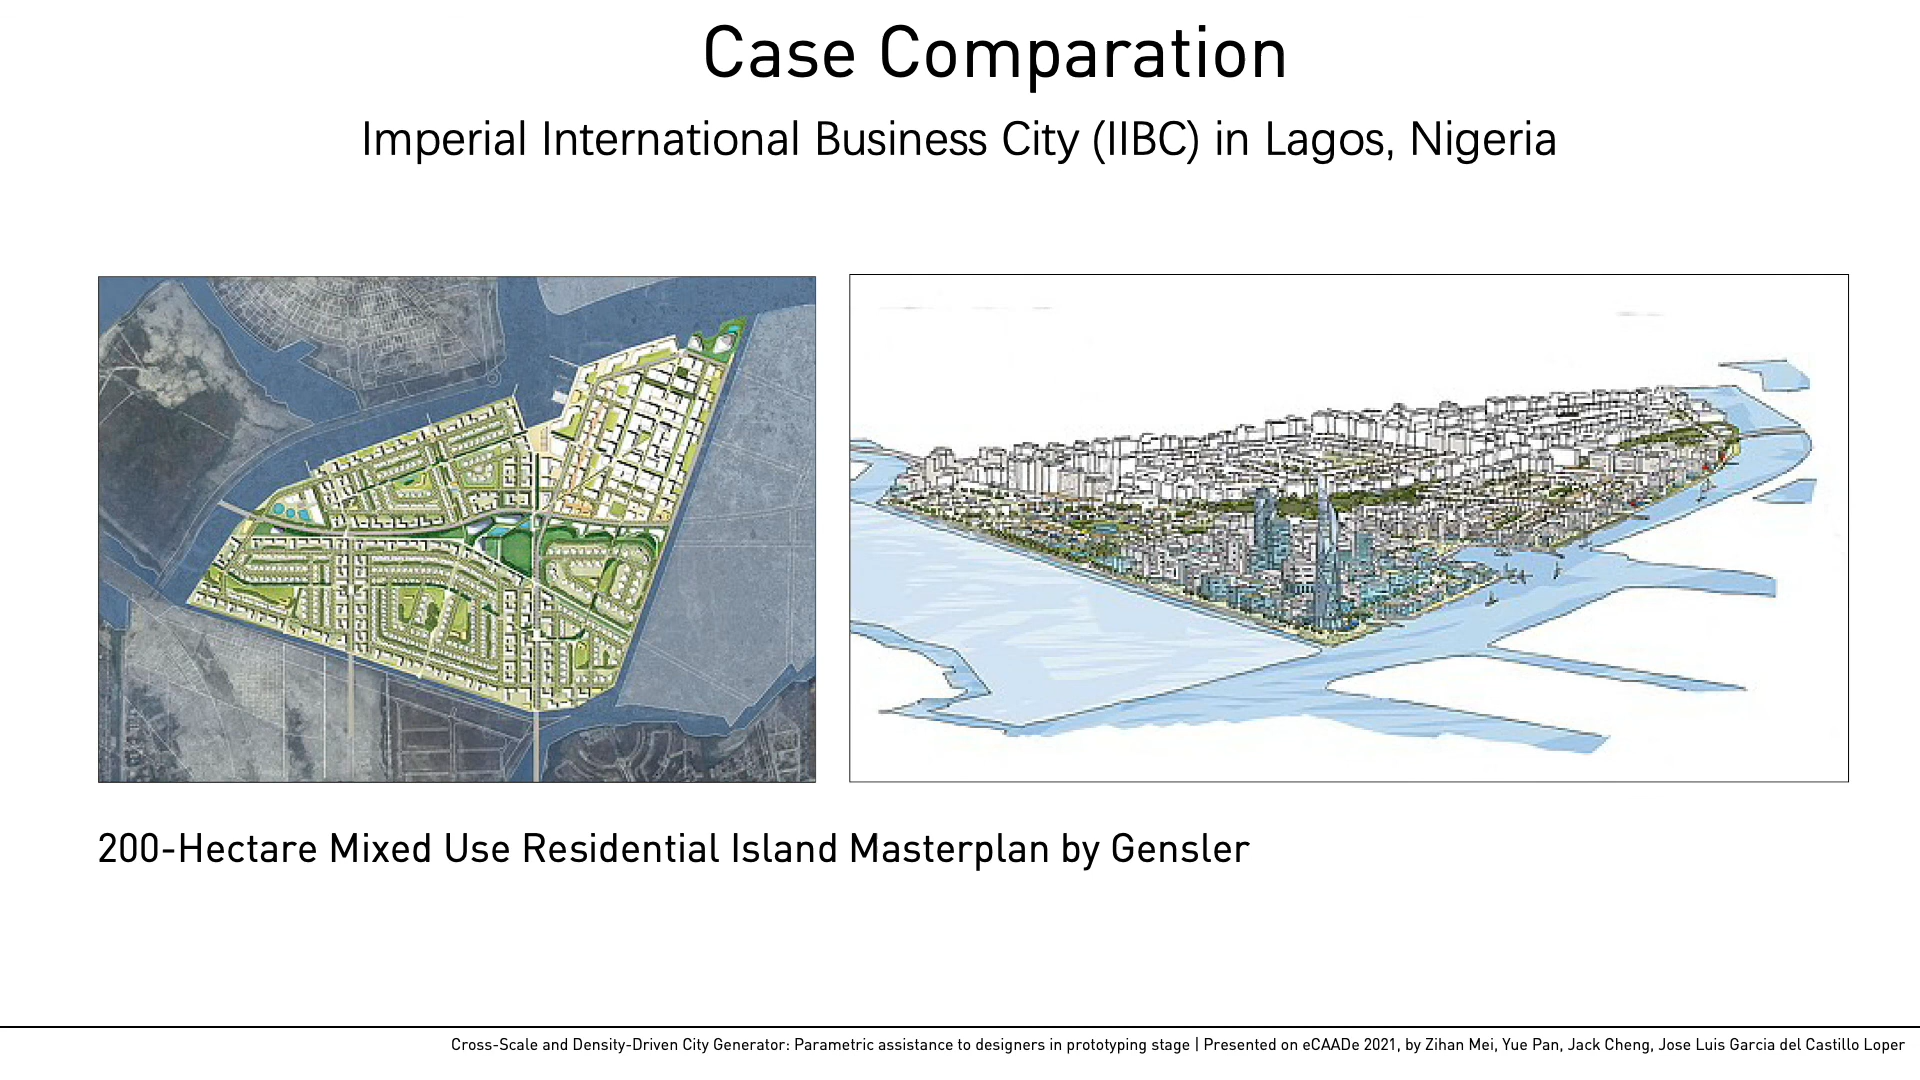 Case Comparation
Imperial International Business City (IIBC) in Lagos, Nigeria
200-Hectare Mixed Use Residential Island Masterplan by Gensler
Cross-Scale and Density-Driven City Generator: Parametric assistance to designers in prototyping stage | Presented on eCAADe 2021, by Zihan Mei, Yue Pan, Jack Cheng, Jose Luis Garcia del Castillo Loper